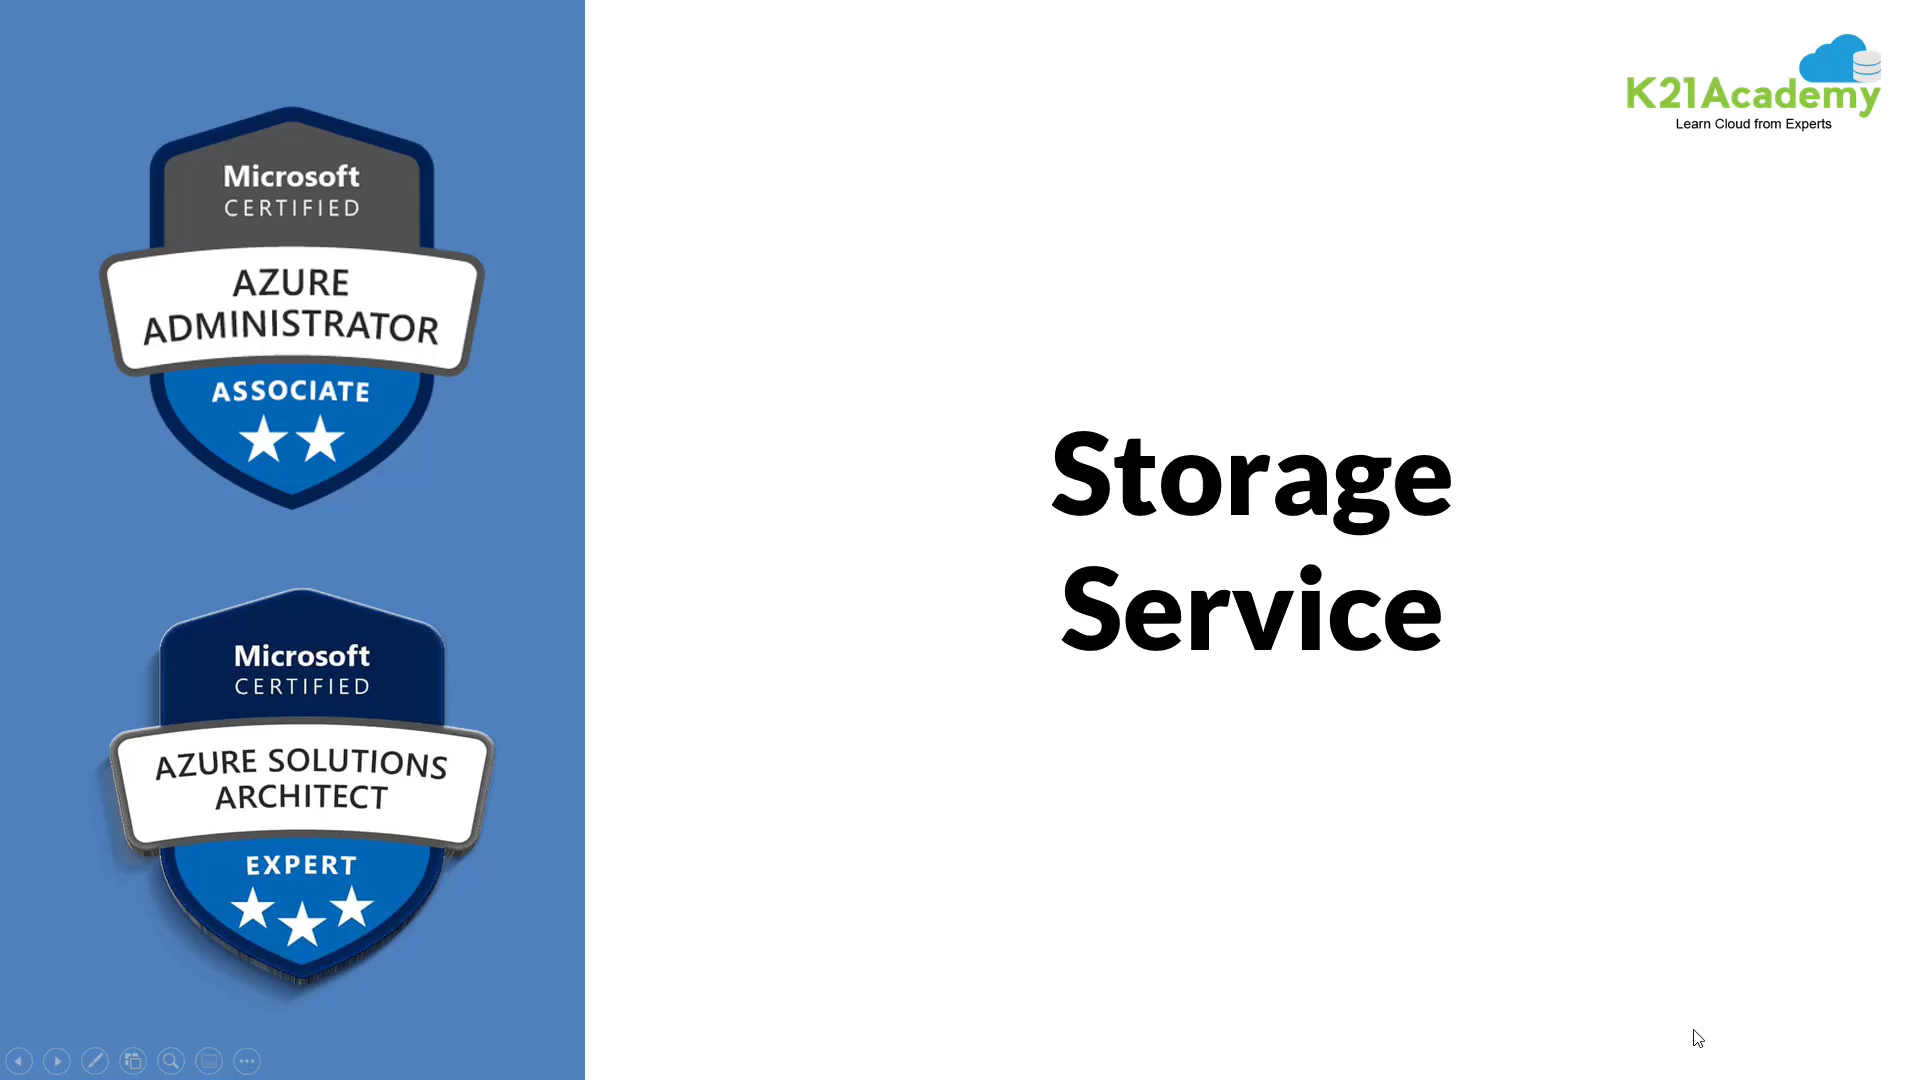 Microsoft
CERTIFIED
AZURE
ADMINISTRATOR
ASSOCIATE
Microsoft
CERTIFIED
AZURE SOLUTIONS
ARCHITECT
EXPERT
K21Academy
Learn Cloud from Experts
Storage
Service